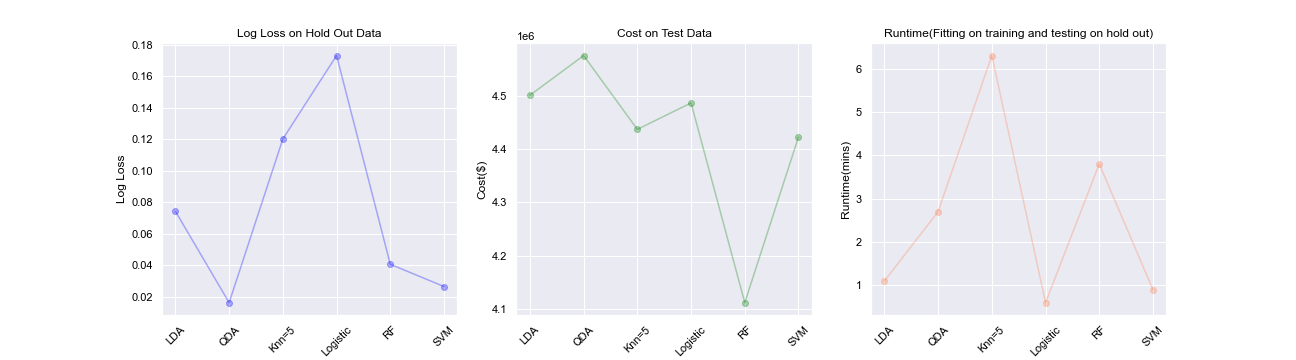 Log Loss on Hold Out Data
Log Loss
0.18
0.16
0.14
0.12
0.10
0.08
0.06
0.04
0.02
LDA
QDA
Knn=5
Logistic
RF
SVM
Cost on Test Data
1e6
Cost($)
4.5
4.4
4.3
4.2
4.1
LDA
QDA
Knn=5
Logistic
RF
SVM
Runtime(Fitting on training and testing on hold out)
Runtime(mins)
6
5
4
3
2
1
LDA
QDA
Knn=5
Logistic
RF
SVM